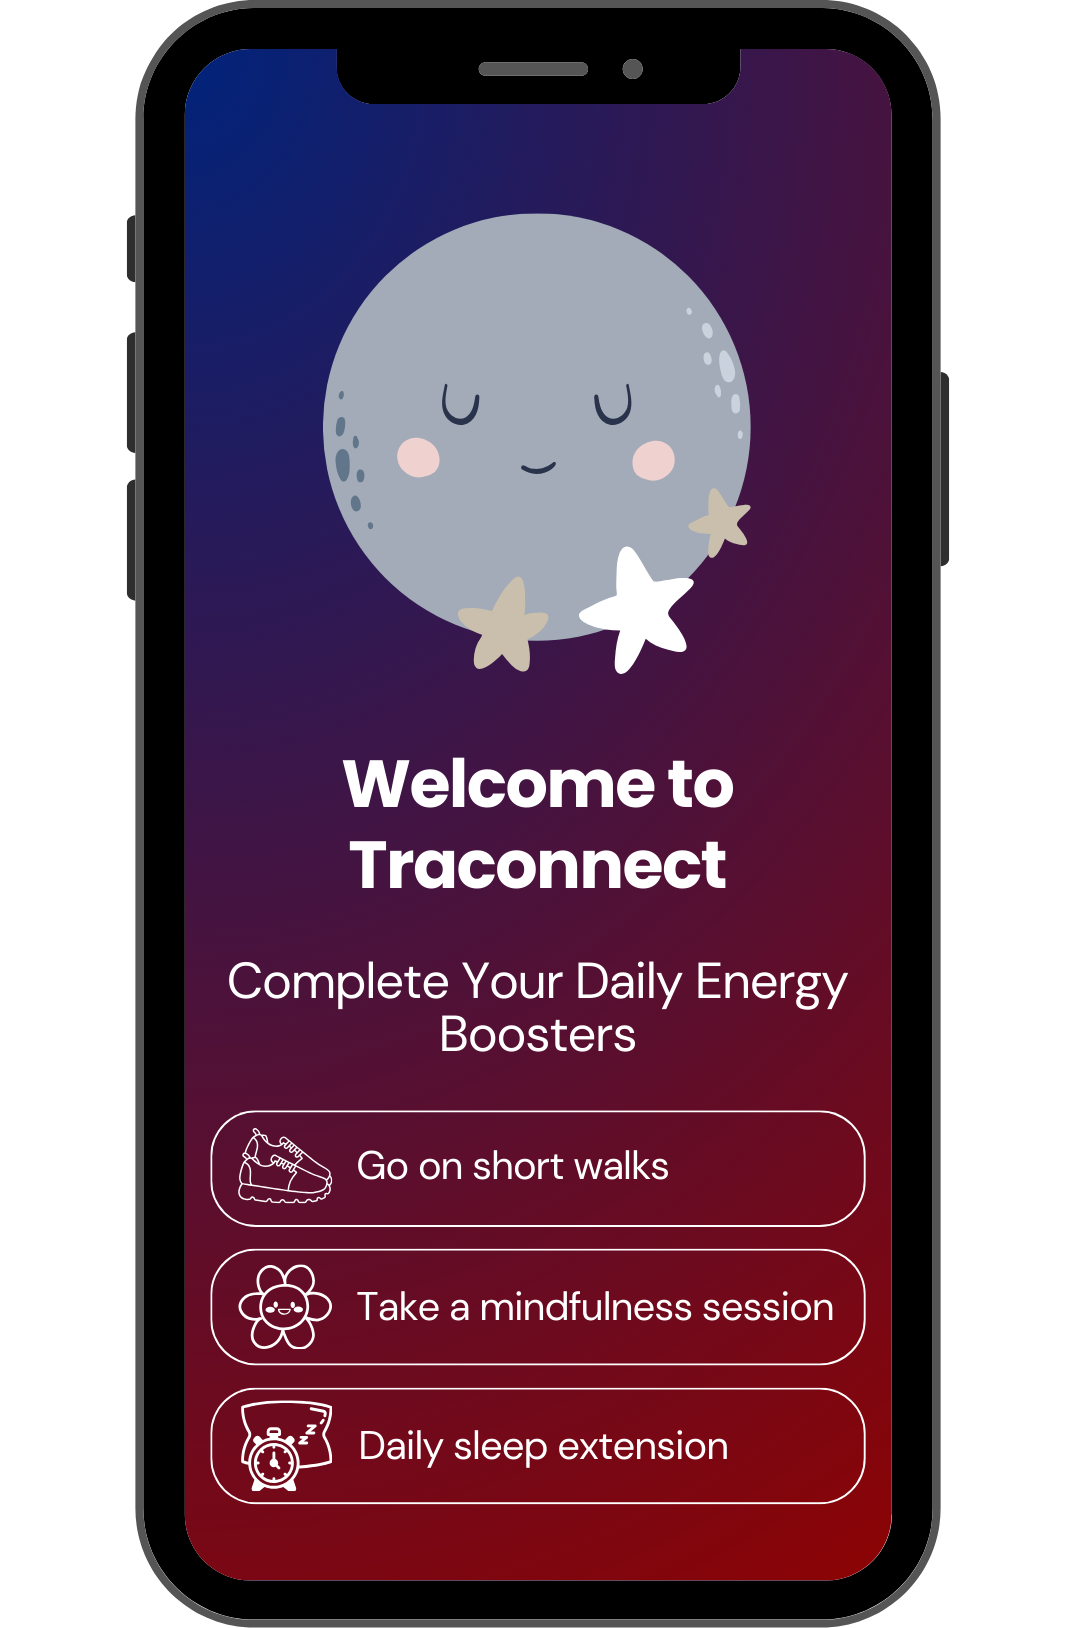 Welcome to
Traconnect
Complete Your Daily Energy
Boosters
Go on short walks
Take a mindfulness session
Daily sleep extension